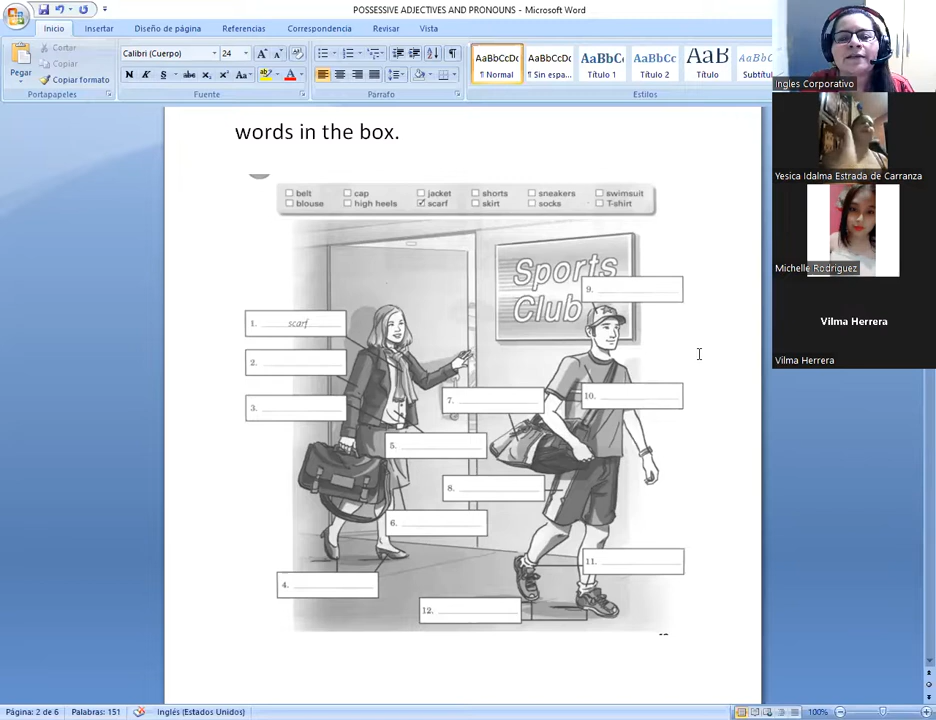 POSSESSIVE ADJECTIVES AND PRONOUNS - Microsoft Word
Inicio
Insertar
Diseño de página
Referencias
Correspondencia
Revisar
Vista
Pegar
Cortar
Copiar
Copiar formato
Portapapeles
Calibri (Cuerpo)
24
Fuente
Párrafo
AaBbCcDc
¶ Normal
AaBbCcDc
¶ Sin espa...
AaBbCc
Título 1
AaBbCc
Título 2
AaB
Título
AaBbCc
Subtítul
Estilos
Ingles Corporativo
Yesica Idalma Estrada de Carranza
Michelle Rodriguez
Vilma Herrera
Vilma Herrera
words in the box.
belt cap jacket shorts sneakers swimsuit
blouse high heels scarf skirt socks T-shirt
Sports
Club
1. scarf
2.
3.
4.
5.
6.
7.
8.
9.
10.
11.
12.
Página: 2 de 6
Palabras: 151
Inglés (Estados Unidos)
100%